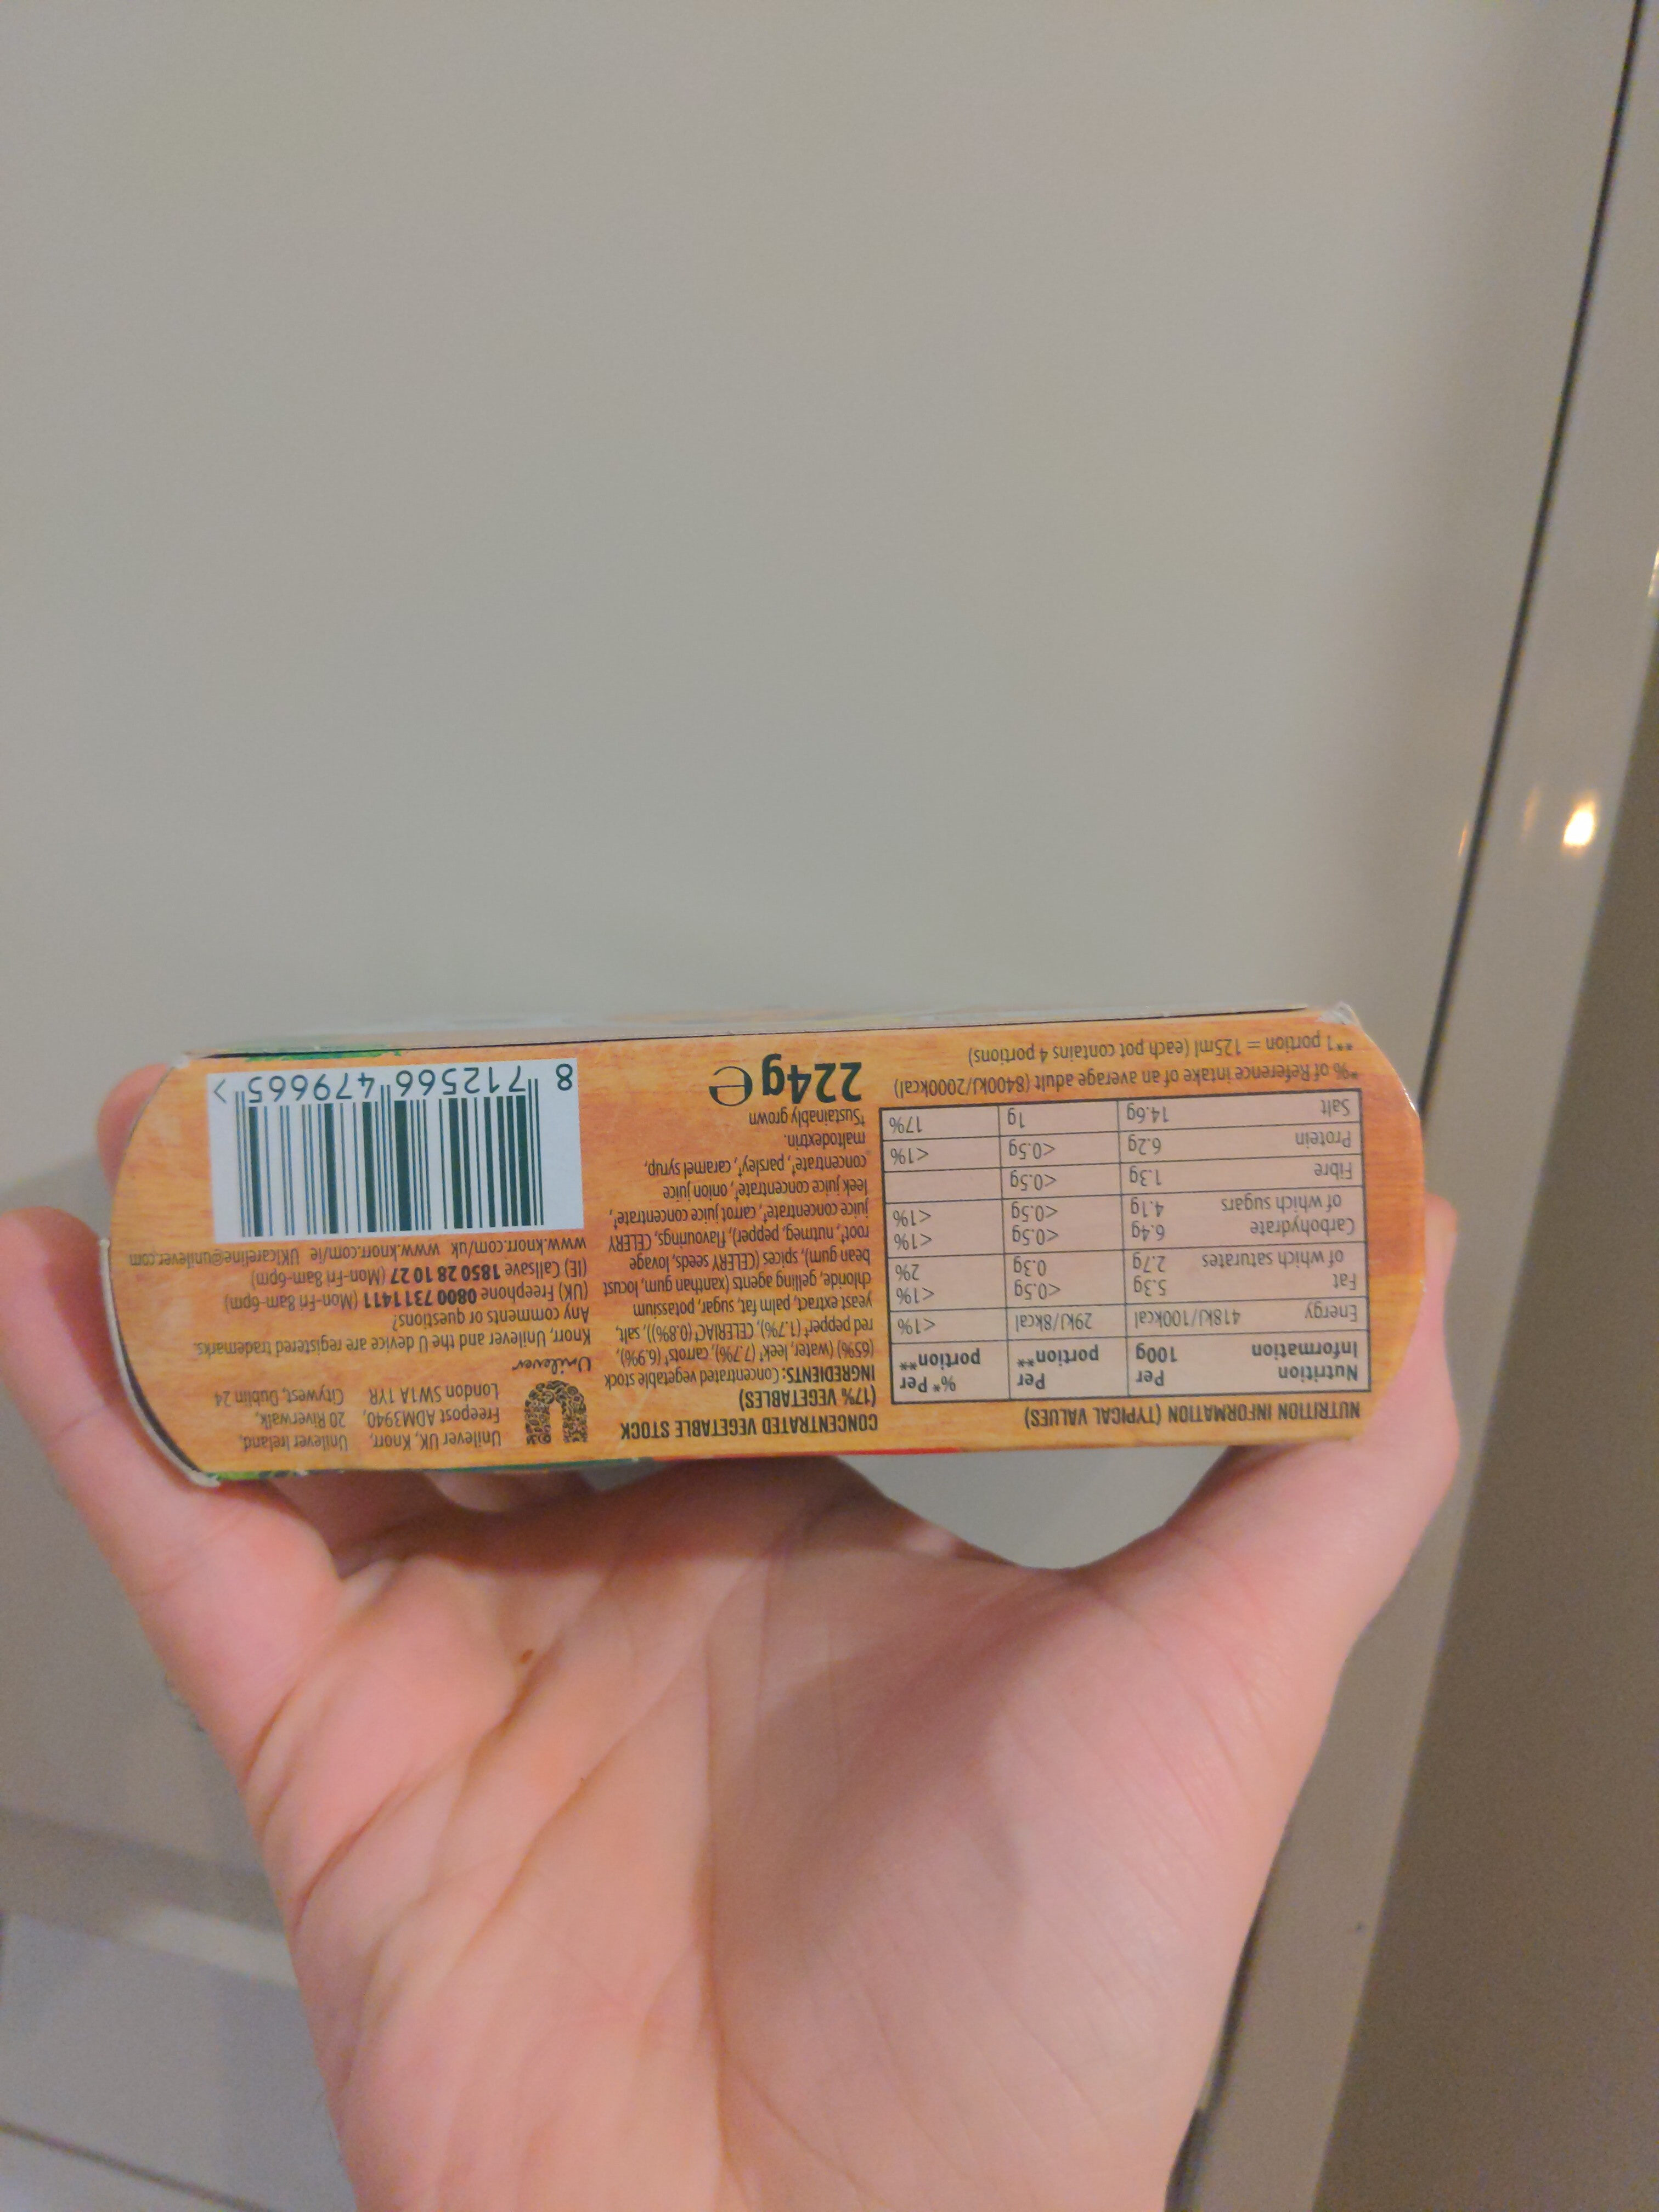 NUTRITION INFORMATION (TYPICAL VALUES)
Nutrition Information Per 100g Per portion** %* Per portion**
Energy 418kJ/100kcal 29kJ/8kcal <1%
Fat 5.3g <0.5g <1%
of which saturates 2.7g 0.3g 2%
Carbohydrate 6.4g <0.5g <1%
of which sugars 4.1g <0.5g <1%
Fibre 1.3g <0.5g
Protein 6.2g <0.5g <1%
Salt 14.6g 1g 17%
*% of Reference intake of an average adult (8400kJ/2000kcal)
**1 portion = 125ml (each pot contains 4 portions)
CONCENTRATED VEGETABLE STOCK
(17% VEGETABLES)
INGREDIENTS: Concentrated vegetable stock
(65%) (water, leek† (7.7%), carrots† (6.9%),
red pepper† (1.7%), CELERIAC† (0.8%)), salt,
yeast extract, palm fat, sugar, potassium
chloride, gelling agents (xanthan gum, locust
bean gum), spices (CELERY seeds, lovage
root†, nutmeg, pepper), flavourings, CELERY
juice concentrate†, carrot juice concentrate†,
leek juice concentrate†, onion juice
concentrate†, parsley†, caramel syrup,
maltodextrin.
†Sustainably grown
224g ℮
Unilever
Unilever UK, Knorr,
Freepost ADM3940,
London SW1A 1YR
Unilever Ireland,
20 Riverwalk,
Citywest, Dublin 24
Knorr, Unilever and the U device are registered trademarks.
Any comments or questions?
(UK) Freephone 0800 7311411 (Mon-Fri 8am-6pm)
(IE) Callsave 1850 28 10 27 (Mon-Fri 8am-6pm)
www.knorr.com/uk www.knorr.com/ie UKIcareline@unilever.com
8 712566 479665 >